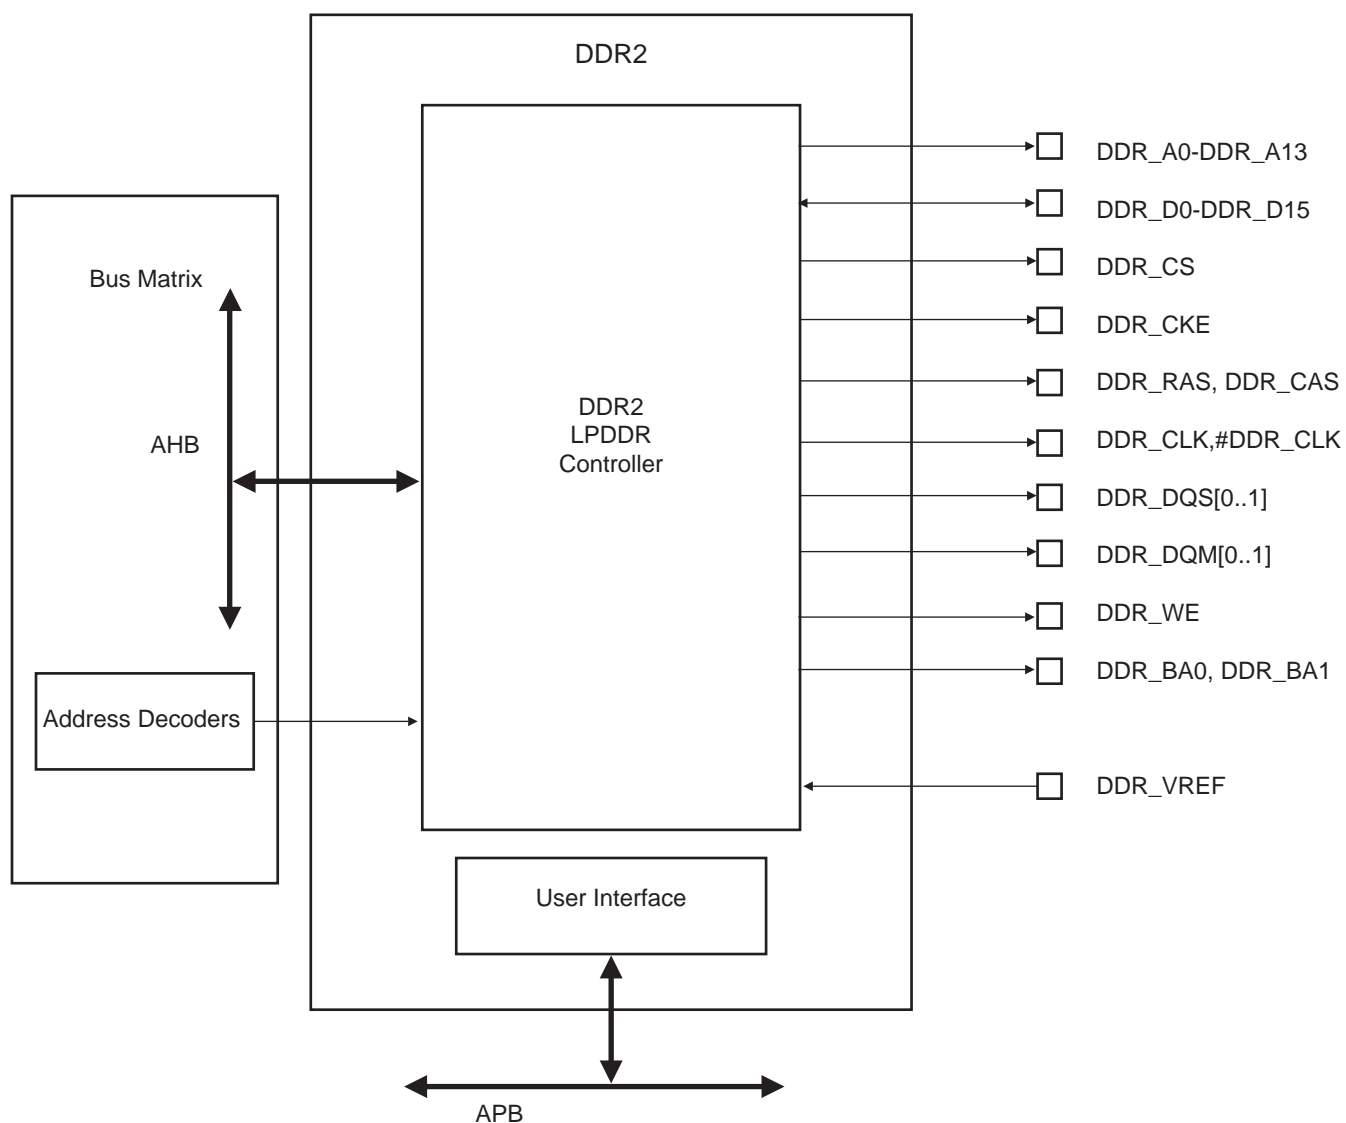 DDR2
DDR_A0-DDR_A13
DDR_D0-DDR_D15
Bus Matrix
DDR_CS
DDR_CKE
DDR_RAS, DDR_CAS
DDR2
LPDDR
Controller
AHB
DDR_CLK,#DDR_CLK
DDR_DQS[0..1]
DDR_DQM[0..1]
DDR_WE
DDR_BA0, DDR_BA1
Address Decoders
DDR_VREF
User Interface
APB